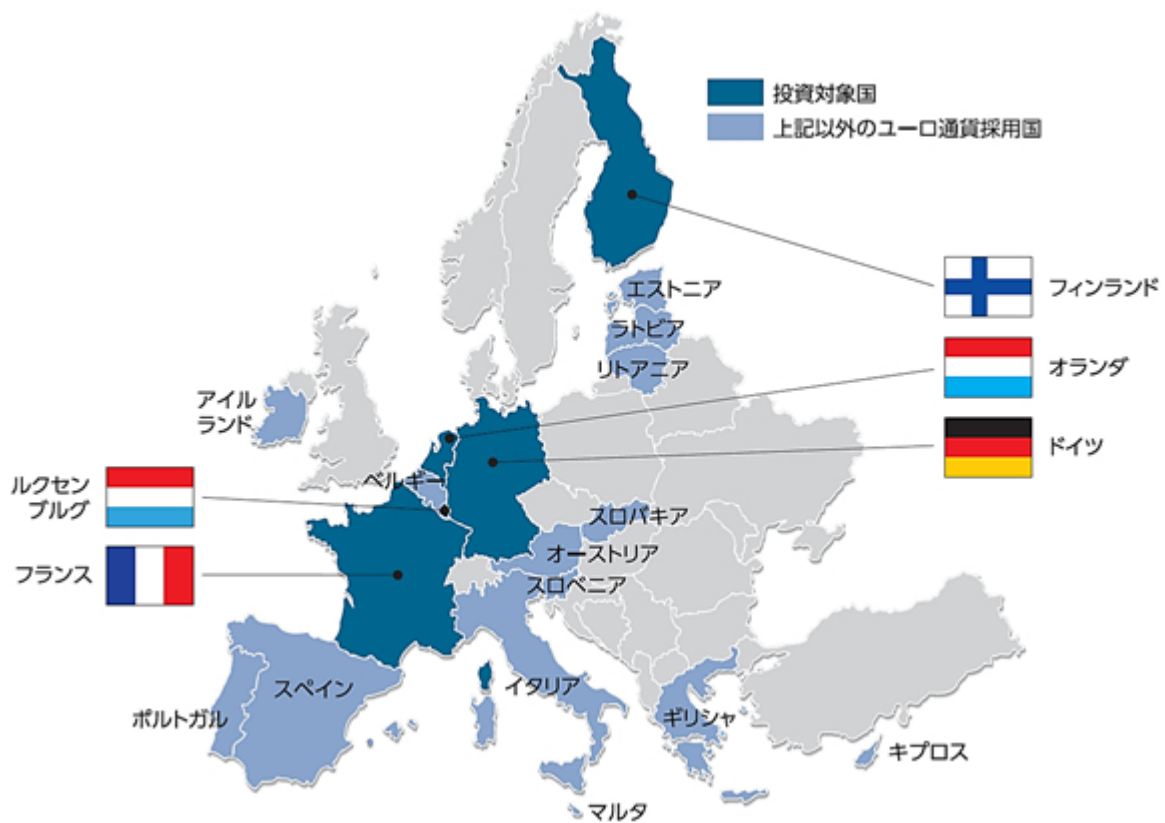 投資対象国
上記以外のユーロ通貨採用国
フィンランド
エストニア
ラトビア
リトアニア
オランダ
アイル
ランド
ドイツ
ベルギー
ルクセン
ブルグ
スロバキア
オーストリア
フランス
スロベニア
スペイン
イタリア
ポルトガル
ギリシャ
キプロス
マルタ